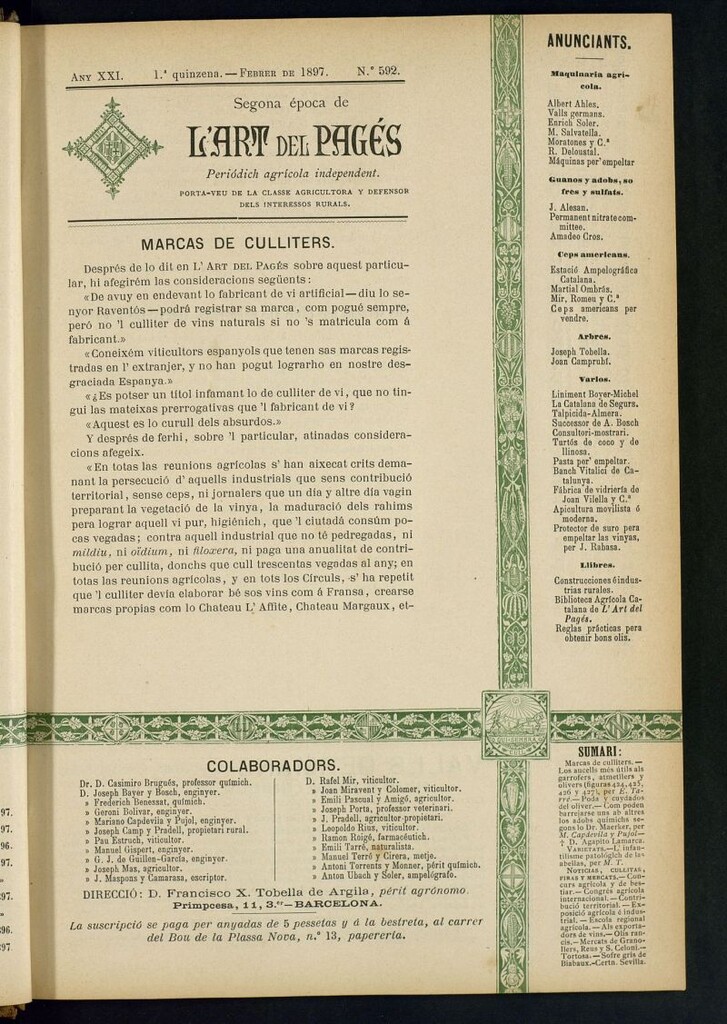 ANY XXI. 1.ª quinzena.—FEBRER DE 1897. N.º 592.
Segona época de
L'ART DEL PAGÉS
Periódich agrícola independent.
PORTA-VEU DE LA CLASSE AGRICULTORA Y DEFENSOR
DELS INTERESSOS RURALS.
MARCAS DE CULLITERS.
Després de lo dit en L' ART DEL PAGÉS sobre aquest particu-
lar, hi afegirém las consideracions següents:
«De avuy en endevant lo fabricant de vi artificial—diu lo se-
nyor Raventós—podrá registrar sa marca, com pogué sempre,
peró no 'l culliter de vins naturals si no 's matricula com á
fabricant.»
«Coneixém viticultors espanyols que tenen sas marcas regis-
tradas en l' extranjer, y no han pogut lograrho en nostre des-
graciada Espanya.»
«¿Es potser un títol infamant lo de culliter de vi, que no tin-
gui las mateixas prerrogativas que 'l fabricant de vi?
«Aquest es lo curull dels absurdos.»
Y després de ferhi, sobre 'l particular, atinadas considera-
cions afegeix.
«En totas las reunions agrícolas s' han aixecat crits dema-
nant la persecució d' aquells industrials que sens contribució
territorial, sense ceps, ni jornalers que un dia y altre dia vagin
preparant la vegetació de la vinya, la maduració dels rahims
pera lograr aquell vi pur, higiénich, que 'l ciutadá consúm po-
cas vegadas; contra aquell industrial que no té pedregadas, ni
mildiu, ni oïdium, ni filoxera, ni paga una anualitat de contri-
bució per cullita, donchs que cull trescentas vegadas al any; en
totas las reunions agrícolas, y en tots los Círculs, s' ha repetit
que 'l culliter devia elaborar bé sos vins com á Fransa, crearse
marcas propias com lo Chateau L' Affite, Chateau Margaux, et-
ANUNCIANTS.
Maquinaria agrí-
cola.
Albert Ahles.
Valls germans.
Enrich Soler.
M. Salvatella.
Moratones y C.ª
R. Deloustal.
Máquinas per' empeltar
Guanos y adobs, so
fres y sulfats.
J. Alesan.
Permanent nitrate com-
mittee.
Amadeo Cros.
Ceps americans.
Estació Ampelográfica
Catalana.
Martial Ombrás.
Mir, Romeu y C.ª
Ceps americans per
vendre.
Arbres.
Joseph Tobella.
Joan Camprubí.
Varios.
Liniment Boyer-Michel
La Catalana de Segurs.
Talpicida-Almera.
Successor de A. Bosch
Consultori-mostrari.
Turtós de coco y de
llinosa.
Pasta per' empeltar.
Banch Vitalici de Ca-
talunya.
Fábrica de vidriería de
Joan Vilella y C.ª
Apicultura movilista ó
moderna.
Protector de suro pera
empeltar las vinyas,
per J. Rabasa.
Llibres.
Construcciones é indus-
trias rurales.
Biblioteca Agrícola Ca-
talana de L'Art del
Pagés.
Reglas prácticas pera
obtenir bons olis.
COLABORADORS.
Dr. D. Casimiro Brugués, professor químich.
D. Joseph Bayer y Bosch, enginyer.
» Frederich Benessat, químich.
» Geroni Bolivar, enginyer.
» Mariano Capdevila y Pujol, enginyer.
» Joseph Camp y Pradell, propietari rural.
» Pau Estruch, viticultor.
» Manuel Gispert, enginyer.
» G. J. de Guillen-García, enginyer.
» Joseph Mas, agricultor.
» J. Maspons y Camarasa, escriptor.
D. Rafel Mir, viticultor.
» Joan Miravent y Colomer, viticultor.
» Emili Pascual y Amigó, agricultor.
» Joseph Porta, professor veterinari.
» J. Pradell, agricultor-propietari.
» Leopoldo Rius, viticultor.
» Ramon Roigé, farmacéutich.
» Emili Tarré, naturalista.
» Manuel Terró y Cirera, metje.
» Antoni Torrents y Monner, périt químich
» Anton Ubach y Soler, ampelógrafo.
DIRECCIÓ: D. Francisco X. Tobella de Argila, périt agrónomo.
Primpcesa, 11, 3.er—BARCELONA.
La suscripció se paga per anyadas de 5 pessetas y á la bestreta, al carrer
del Bou de la Plassa Nova, n.º 13, papereria.
SUMARI:
Marcas de culliters.—
Los aucells més útils als
garrofers, atmetllers y
olivers (figuras 424, 425,
426 y 427), per E. Ta-
rré.—Poda y cuydados
del oliver.—Com poden
barrejarse uns ab altres
los adobs químichs se-
gons lo Dr. Maerker, per
M. Capdevila y Pujol—
† D. Agapito Lamarca.
VARIETATS.—L' infan-
tilisme patológich de la-
abellas, per M. T.
NOTICIAS, CULLITAS,
FIRAS Y MERCATS.—Con-
curs agrícola y de bes-
tiar.—Congrés agrícola
internacional.—Contri-
bució territorial.—Ex-
posició agrícola é indus-
trial.—Escola regional
agrícola.—Als exporta-
dors de vins.—Olis ran-
cis.—Mercats de Grano-
llers, Reus y S. Celoni.—
Tortosa.—Sofre gris de
Biabaux.—Certa. Sevilla.
97.
97.
96.
97.
97.
96.
97.